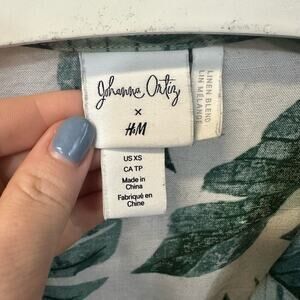 Johanna Ortiz
x
H&M
LINEN BLEND
LIN MÉLANGÉ
US XS
CA TP
Made in
China
Fabriqué en
Chine